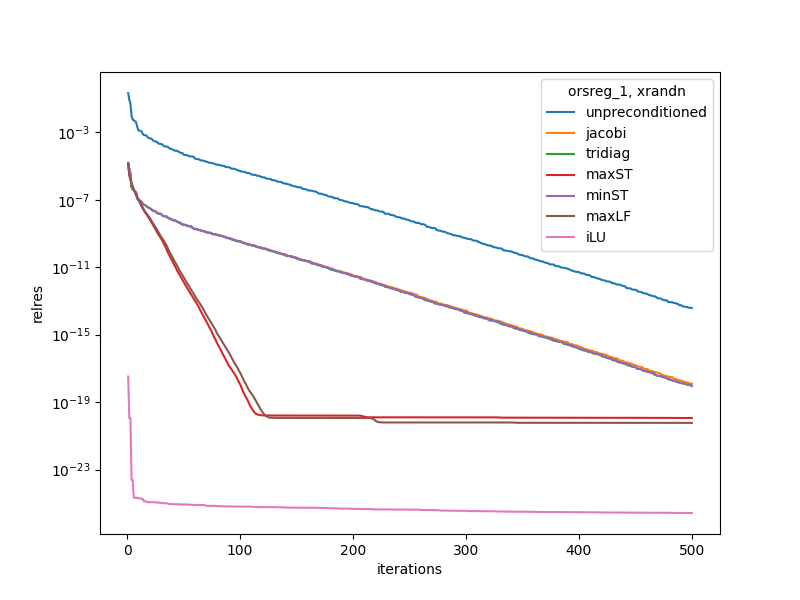 orsreg_1, xrandn
unpreconditioned
jacobi
tridiag
maxST
minST
maxLF
iLU
relres
10⁻³
10⁻⁷
10⁻¹¹
10⁻¹⁵
10⁻¹⁹
10⁻²³
0 100 200 300 400 500
iterations